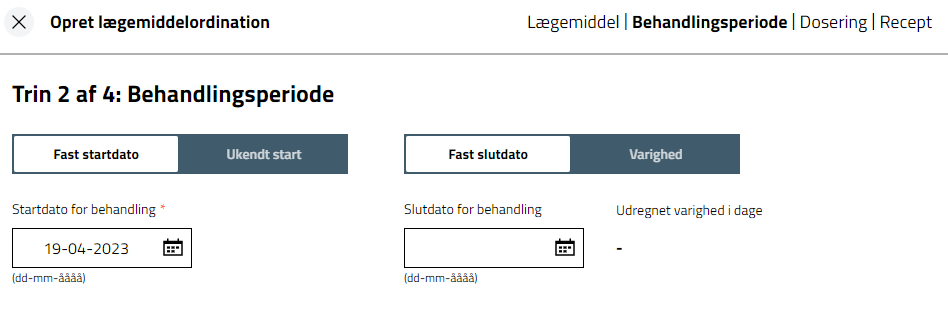 Opret lægemiddelordination Lægemiddel | Behandlingsperiode | Dosering | Recept
Trin 2 af 4: Behandlingsperiode
Fast startdato Ukendt start Fast slutdato Varighed
Startdato for behandling * Slutdato for behandling Udregnet varighed i dage
19-04-2023 -
(dd-mm-åååå) (dd-mm-åååå)